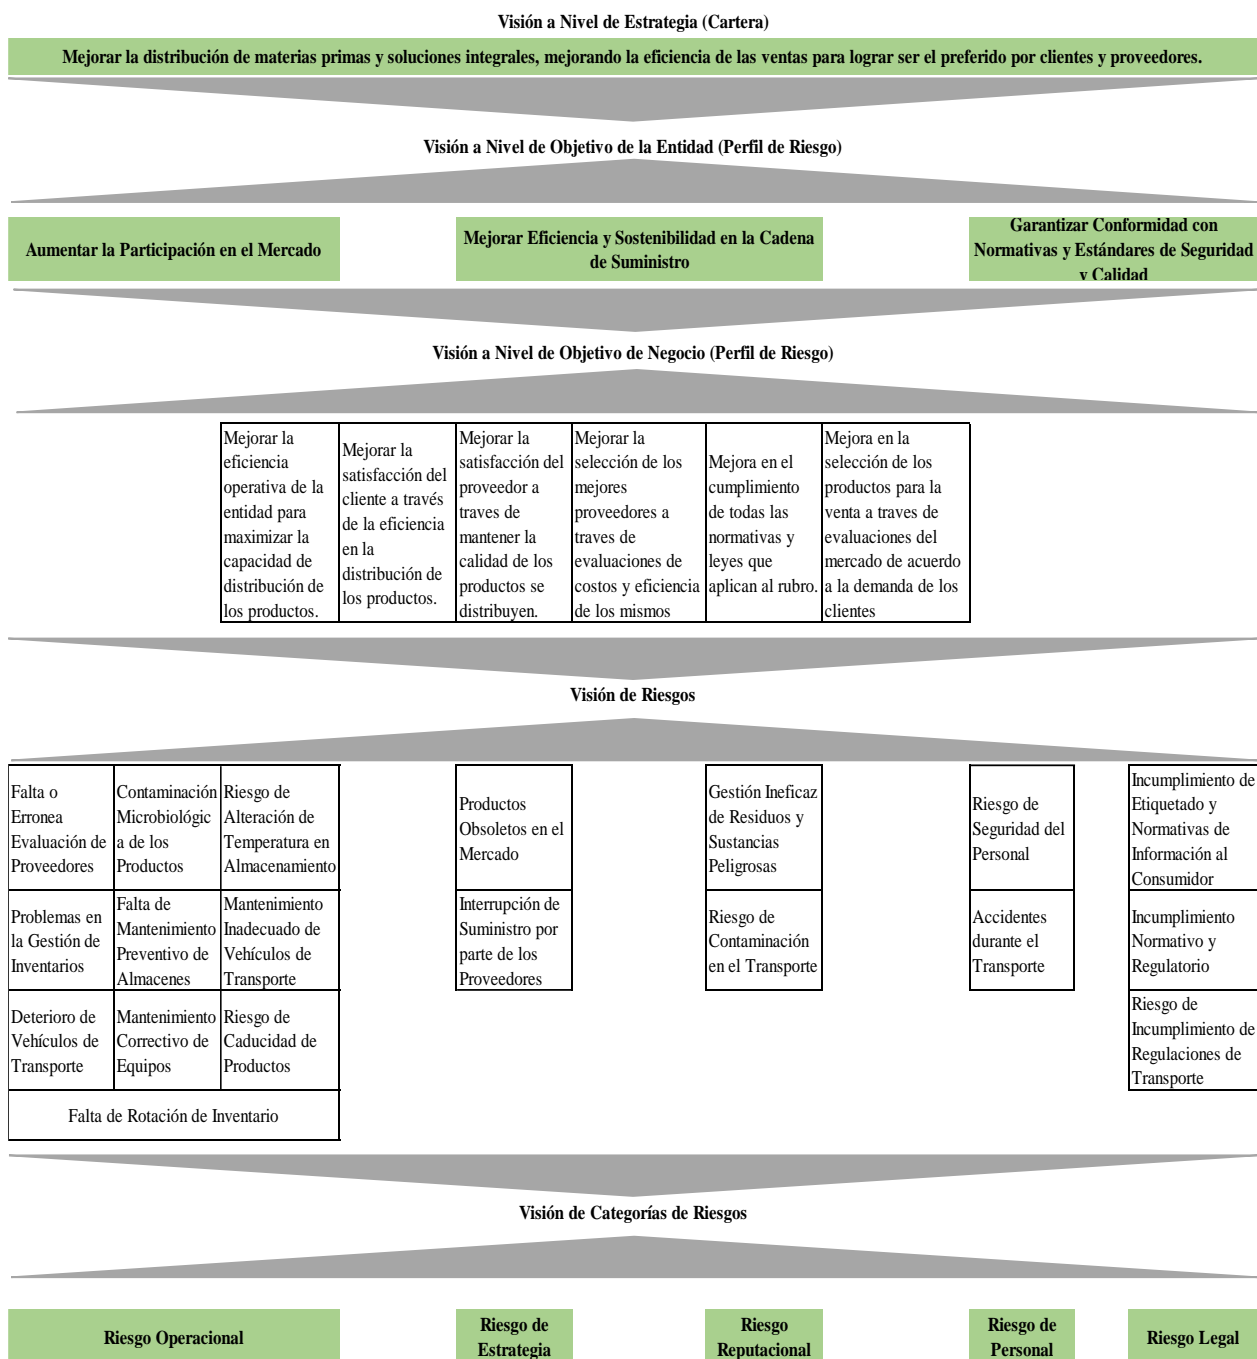 Visión a Nivel de Estrategia (Cartera)
Mejorar la distribución de materias primas y soluciones integrales, mejorando la eficiencia de las ventas para lograr ser el preferido por clientes y proveedores.
Visión a Nivel de Objetivo de la Entidad (Perfil de Riesgo)
Aumentar la Participación en el Mercado
Mejorar Eficiencia y Sostenibilidad en la Cadena
de Suministro
Garantizar Conformidad con
Normativas y Estándares de Seguridad
y Calidad
Visión a Nivel de Objetivo de Negocio (Perfil de Riesgo)
Mejorar la
eficiencia
operativa de la
entidad para
maximizar la
capacidad de
distribución de
los productos.
Mejorar la
satisfacción del
cliente a través
de la eficiencia
en la
distribución de
los productos.
Mejorar la
satisfacción del
proveedor a
traves de
mantener la
calidad de los
productos se
distribuyen.
Mejorar la
selección de los
mejores
proveedores a
traves de
evaluaciones de
costos y eficiencia
de los mismos
Mejora en el
cumplimiento
de todas las
normativas y
leyes que
aplican al rubro.
Mejora en la
selección de los
productos para la
venta a traves de
evaluaciones del
mercado de acuerdo
a la demanda de los
clientes
Visión de Riesgos
Falta o
Erronea
Evaluación de
Proveedores
Contaminación
Microbiológic
a de los
Productos
Riesgo de
Alteración de
Temperatura en
Almacenamiento
Productos
Obsoletos en el
Mercado
Gestión Ineficaz
de Residuos y
Sustancias
Peligrosas
Riesgo de
Seguridad del
Personal
Incumplimiento de
Etiquetado y
Normativas de
Información al
Consumidor
Problemas en
la Gestión de
Inventarios
Falta de
Mantenimiento
Preventivo de
Almacenes
Mantenimiento
Inadecuado de
Vehículos de
Transporte
Interrupción de
Suministro por
parte de los
Proveedores
Riesgo de
Contaminación
en el Transporte
Accidentes
durante el
Transporte
Incumplimiento
Normativo y
Regulatorio
Deterioro de
Vehículos de
Transporte
Mantenimiento
Correctivo de
Equipos
Riesgo de
Caducidad de
Productos
Riesgo de
Incumplimiento de
Regulaciones de
Transporte
Falta de Rotación de Inventario
Visión de Categorías de Riesgos
Riesgo Operacional
Riesgo de
Estrategia
Riesgo
Reputacional
Riesgo de
Personal
Riesgo Legal